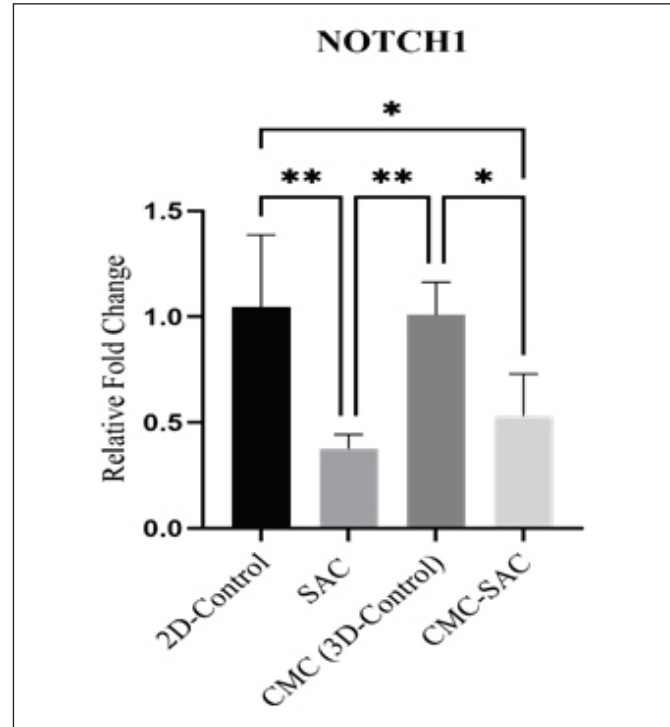 NOTCH1
*
** ** *
Relative Fold Change
1.5
1.0
0.5
0.0
2D-Control
SAC
CMC (3D-Control)
CMC-SAC